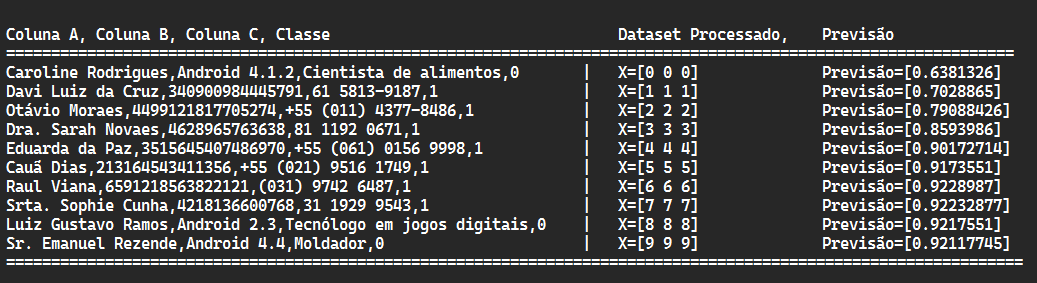 Coluna A, Coluna B, Coluna C, Classe Dataset Processado, Previsão
================================================================================================================
Caroline Rodrigues,Android 4.1.2,Cientista de alimentos,0 | X=[0 0 0] Previsão=[0.6381326]
Davi Luiz da Cruz,340900984445791,61 5813-9187,1 | X=[1 1 1] Previsão=[0.7028865]
Otávio Moraes,4499121817705274,+55 (011) 4377-8486,1 | X=[2 2 2] Previsão=[0.79088426]
Dra. Sarah Novaes,4628965763638,81 1192 0671,1 | X=[3 3 3] Previsão=[0.8593986]
Eduarda da Paz,3515645407486970,+55 (061) 0156 9998,1 | X=[4 4 4] Previsão=[0.90172714]
Cauã Dias,213164543411356,+55 (021) 9516 1749,1 | X=[5 5 5] Previsão=[0.9173551]
Raul Viana,6591218563822121,(031) 9742 6487,1 | X=[6 6 6] Previsão=[0.9228987]
Srta. Sophie Cunha,4218136600768,31 1929 9543,1 | X=[7 7 7] Previsão=[0.92232877]
Luiz Gustavo Ramos,Android 2.3,Tecnólogo em jogos digitais,0 | X=[8 8 8] Previsão=[0.9217551]
Sr. Emanuel Rezende,Android 4.4,Moldador,0 | X=[9 9 9] Previsão=[0.92117745]
=================================================================================================================